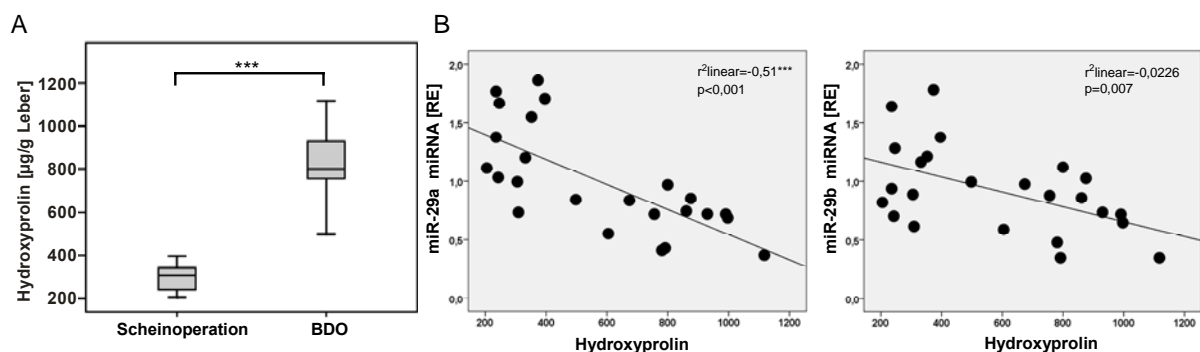 A
Hydroxyprolin [µg/g Leber]
1200
1000
800
600
400
200
***
Scheinoperation BDO
B
miR-29a miRNA [RE]
2,0
1,5
1,0
0,5
0,0
r²linear=-0,51***
p<0,001
200 400 600 800 1000 1200
Hydroxyprolin
miR-29b miRNA [RE]
2,0
1,5
1,0
0,5
0,0
r²linear=-0,0226
p=0,007
200 400 600 800 1000 1200
Hydroxyprolin